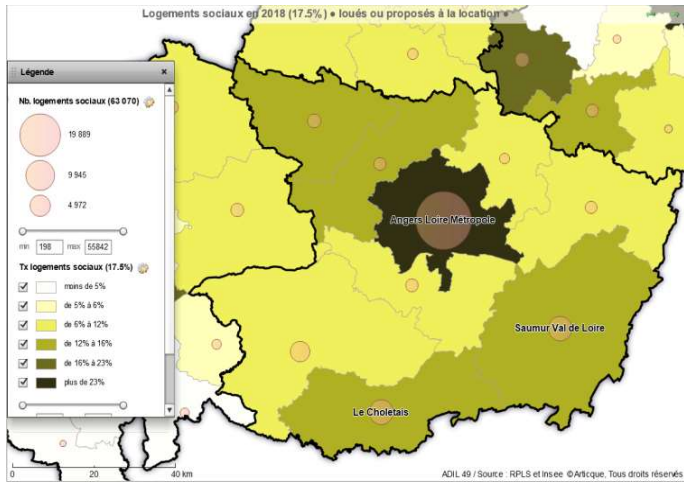 Logements sociaux en 2018 (17.5%) ● loués ou proposés à la location ●
Légende
×
Nb. logements sociaux (63 070)
19 889
9 945
4 972
min 198 max 55842
Tx logements sociaux (17.5%)
moins de 5%
de 5% à 6%
de 6% à 12%
de 12% à 16%
de 16% à 23%
plus de 23%
Angers Loire Métropole
Saumur Val de Loire
Le Choletais
0 20 40 km
ADIL 49 / Source : RPLS et Insee © Articque, Tous droits réservés